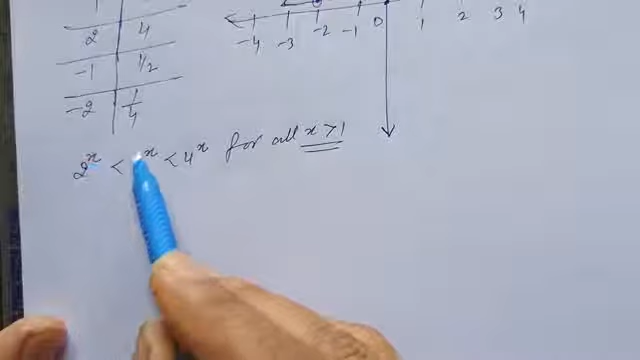 1
2 4
-1 1/2
-2 1/4
-4 -3 -2 -1 0 1 2 3 4
2^x < ^x < 4^x for all x > 1